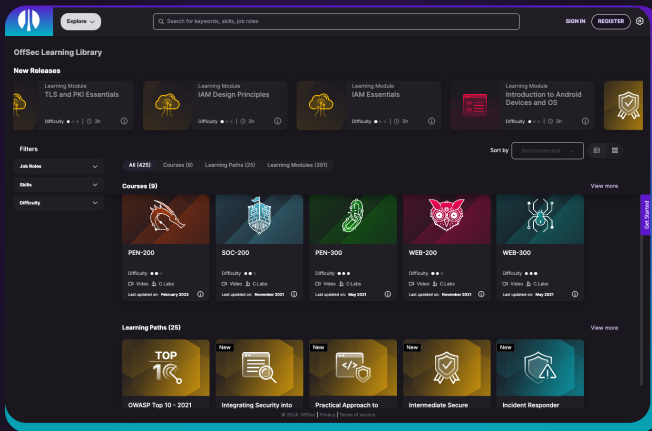 Explore
Search for keywords, skills, job roles
SIGN IN
REGISTER
OffSec Learning Library
New Releases
Learning Module
TLS and PKI Essentials
Difficulty
3h
Learning Module
IAM Design Principles
Difficulty
3h
Learning Module
IAM Essentials
Difficulty
3h
Learning Module
Introduction to Android
Devices and OS
Difficulty
3h
Filters
Job Roles
Skills
Difficulty
Sort by
Recommended
All (425)
Courses (9)
Learning Paths (25)
Learning Modules (391)
Courses (9)
View more
PEN-200
Difficulty
Video
C.Labs
Last updated on February 2023
SOC-200
Difficulty
Video
C.Labs
Last updated on November 2021
PEN-300
Difficulty
Video
C.Labs
Last updated on May 2021
WEB-200
Difficulty
Video
C.Labs
Last updated on November 2021
WEB-300
Difficulty
Video
C.Labs
Last updated on May 2021
Get Started
Learning Paths (25)
View more
TOP
10
OWASP Top 10 - 2021
New
Integrating Security into
New
Practical Approach to
New
Intermediate Secure
New
Incident Responder
© 2024 OffSec | Privacy | Terms of service